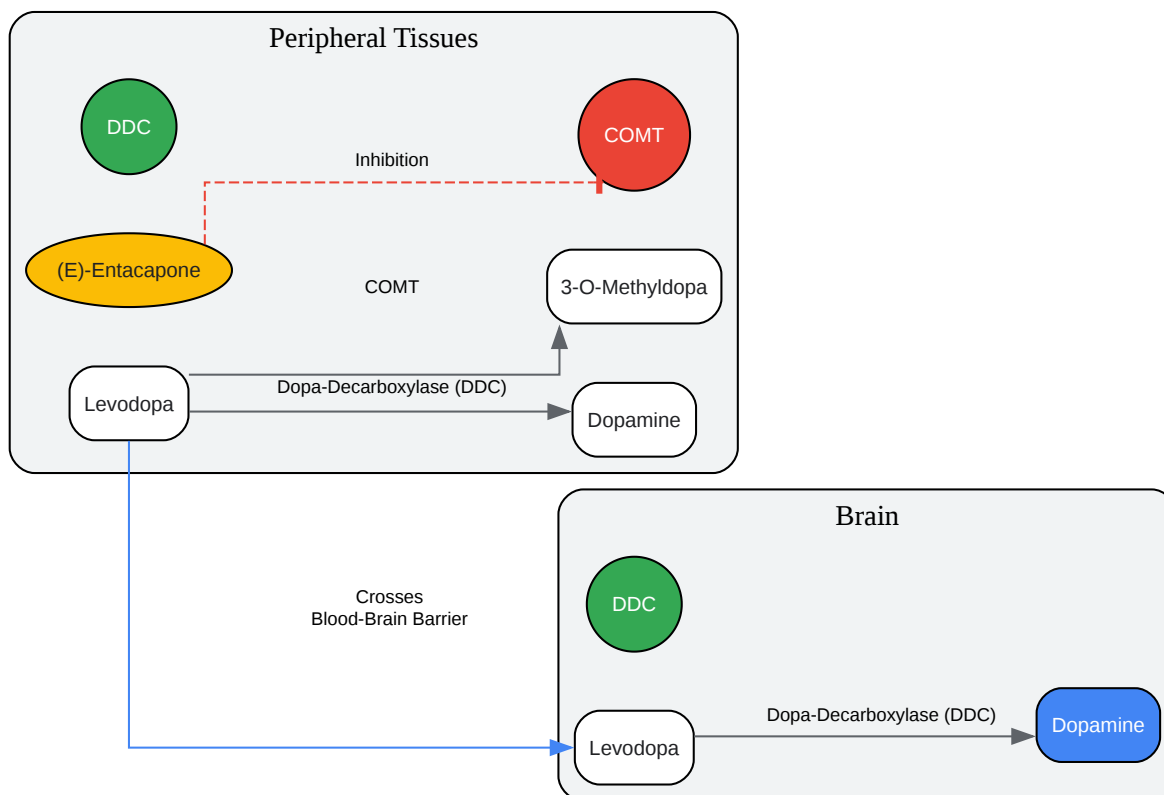 Peripheral Tissues
DDC
COMT
Inhibition
(E)-Entacapone
COMT
3-O-Methyldopa
Levodopa
Dopa-Decarboxylase (DDC)
Dopamine
Brain
DDC
Crosses
Blood-Brain Barrier
Levodopa
Dopa-Decarboxylase (DDC)
Dopamine